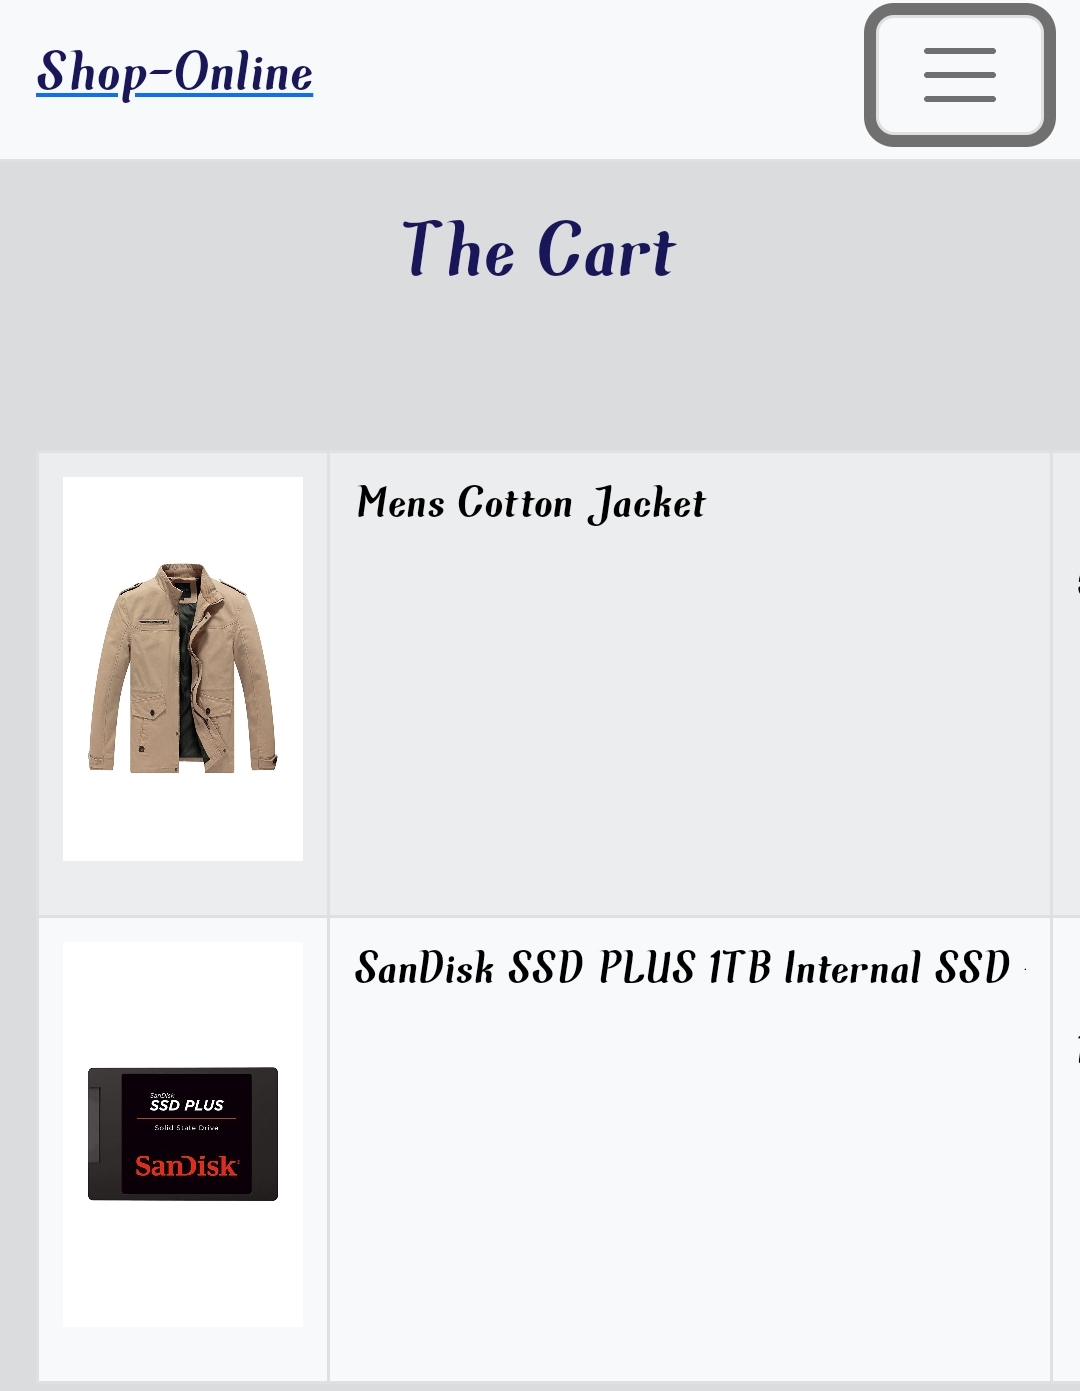 Shop-Online
The Cart
Mens Cotton Jacket
SanDisk SSD PLUS 1TB Internal SSD
SanDisk
SSD PLUS
Solid State Drive
SanDisk